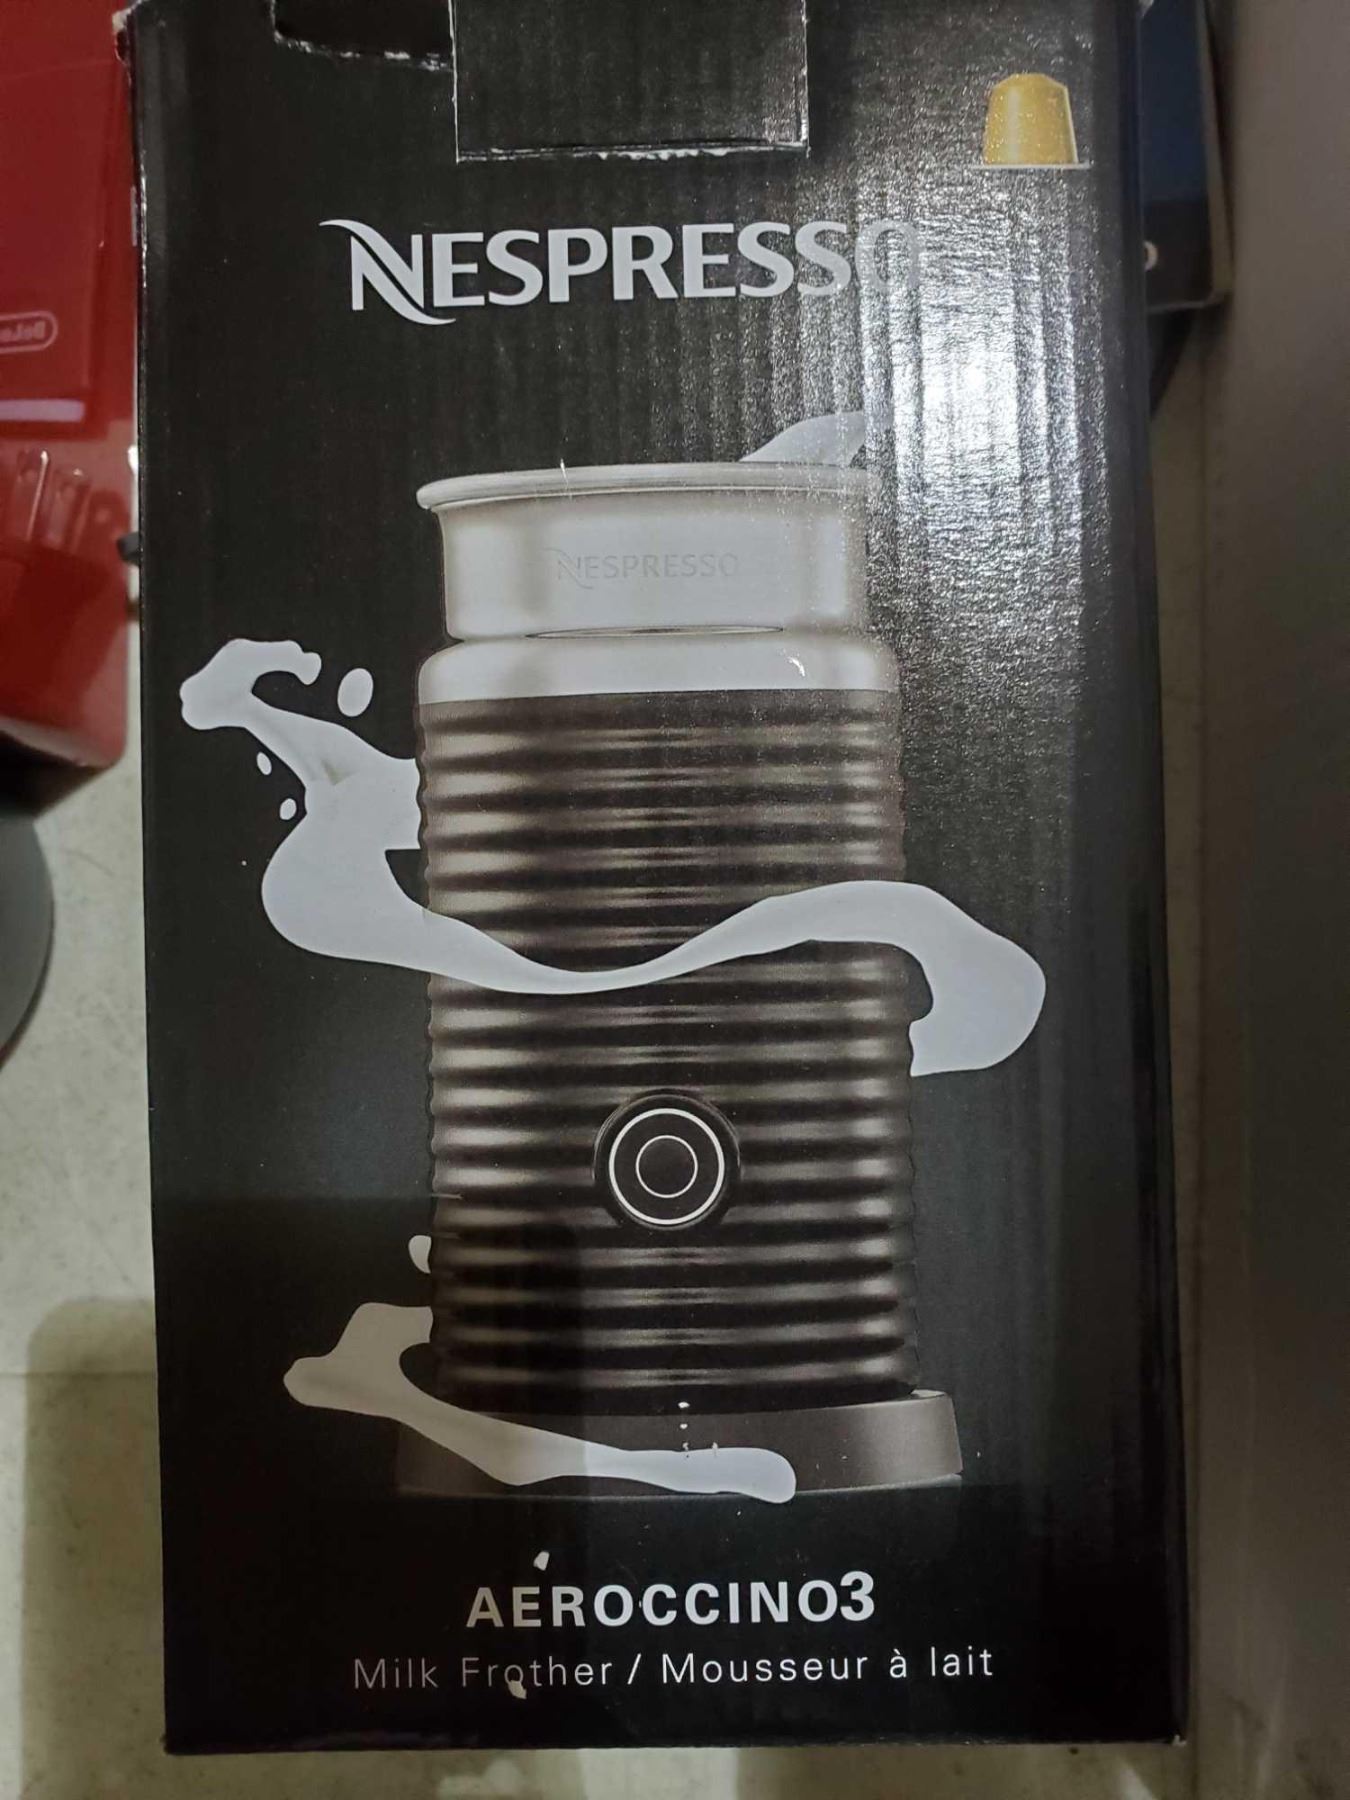 NESPRESSO
NESPRESSO
AEROCCINO3
Milk Frother / Mousseur à lait